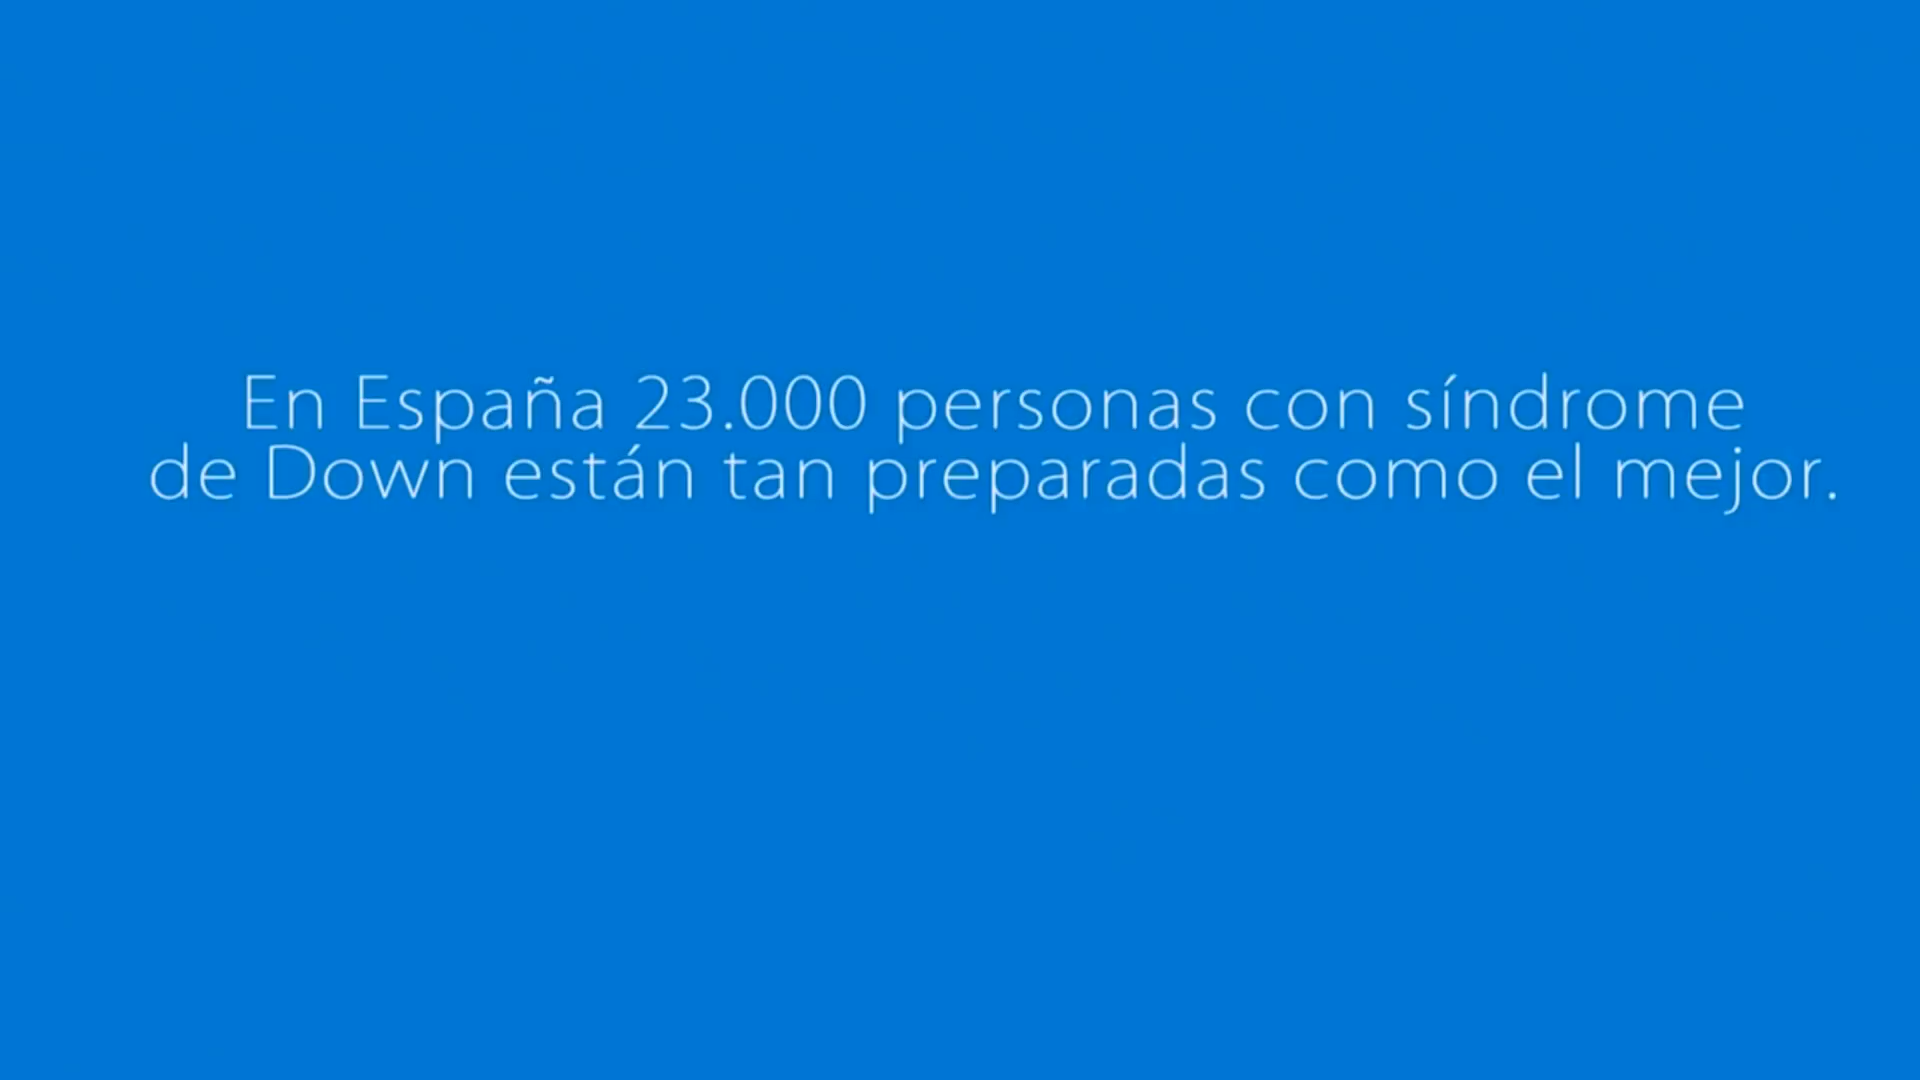 En España 23.000 personas con síndrome
de Down están tan preparadas como el mejor.